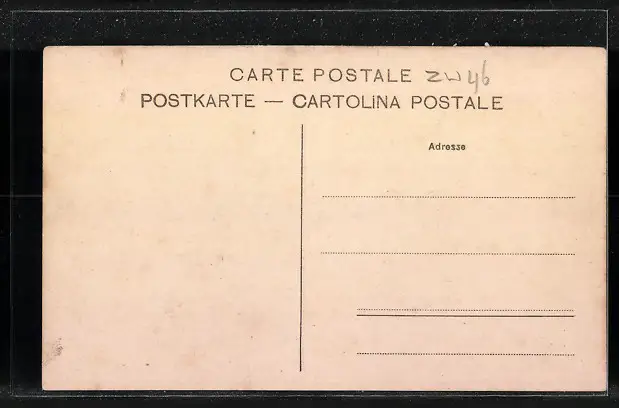 CARTE POSTALE ZW46
POSTKARTE — CARTOLINA POSTALE
Adresse